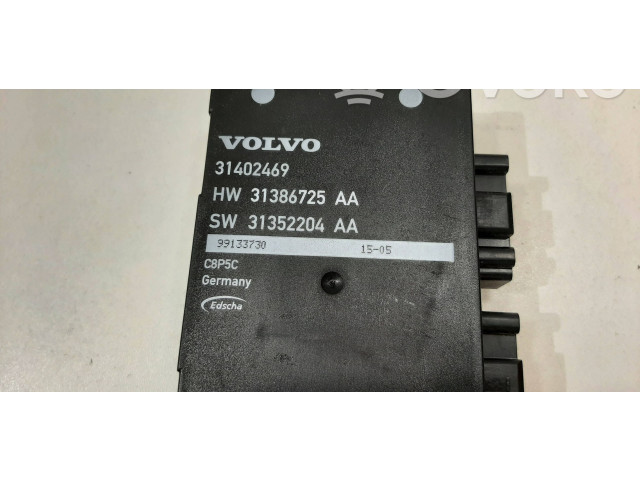 VOLVO
31402469
HW 31386725 AA
SW 31352204 AA
99133730 15-05
C8P5C
Germany
Edscha